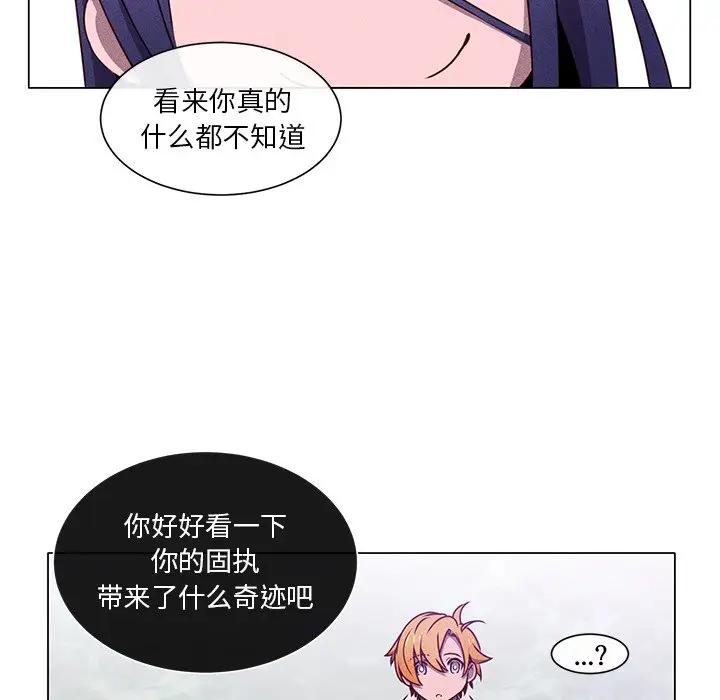 看来你真的
什么都不知道
你好好看一下
你的固执
带来了什么奇迹吧
...?